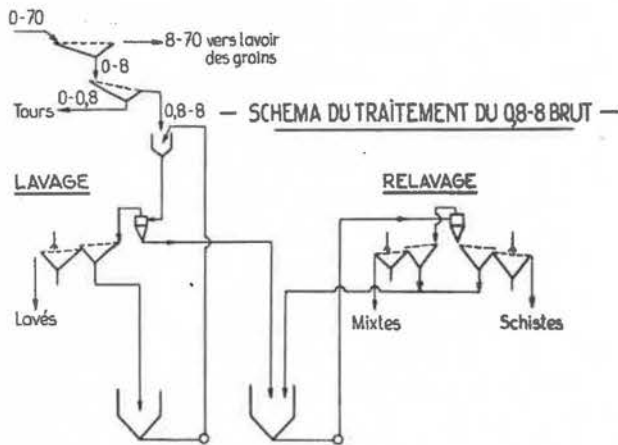 0-70
8-70 vers lavoir
des grains
0-8
0-0,8
Tours
0,8-8
— SCHEMA DU TRAÎTEMENT DU 0,8-8 BRUT —
LAVAGE
RELAVAGE
Lavés
Mixtes
Schistes